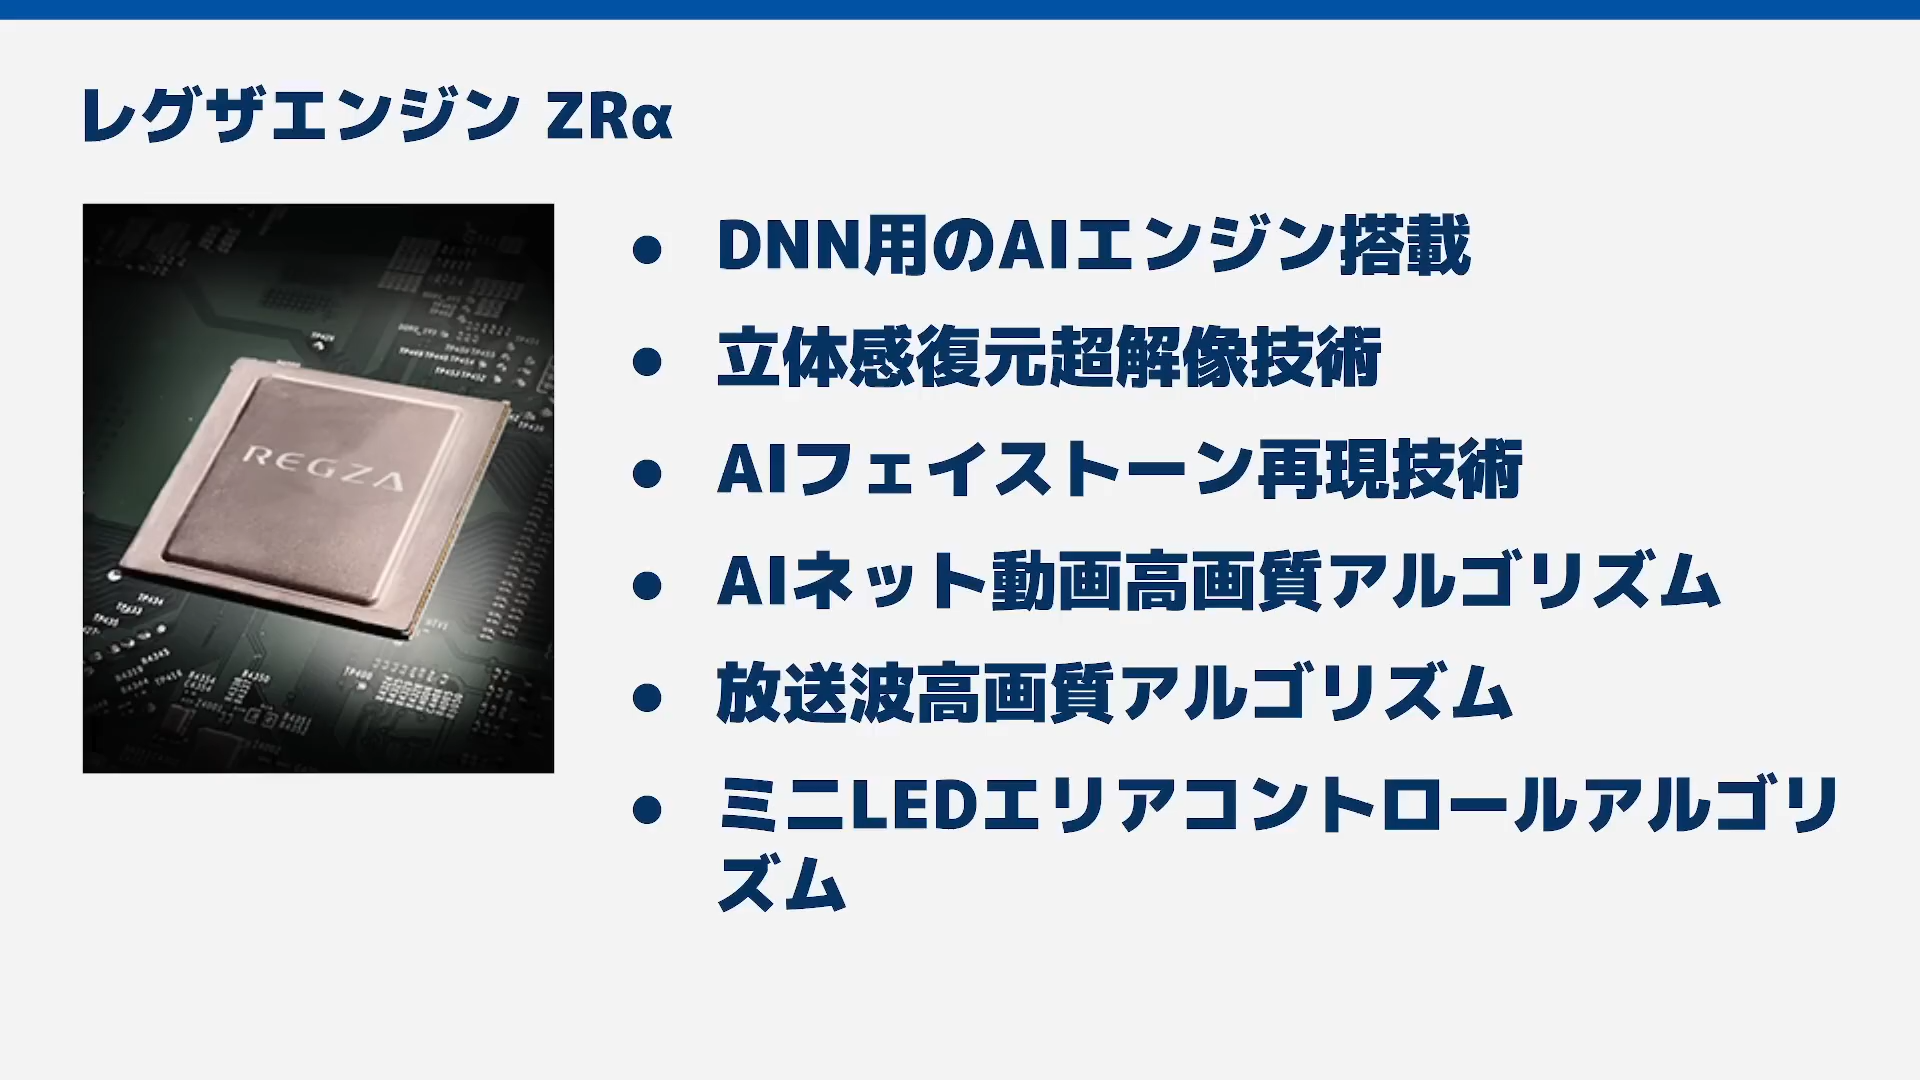 レグザエンジン ZRα
REGZA
● DNN用のAIエンジン搭載
● 立体感復元超解像技術
● AIフェイストーン再現技術
● AIネット動画高画質アルゴリズム
● 放送波高画質アルゴリズム
● ミニLEDエリアコントロールアルゴリ
ズム